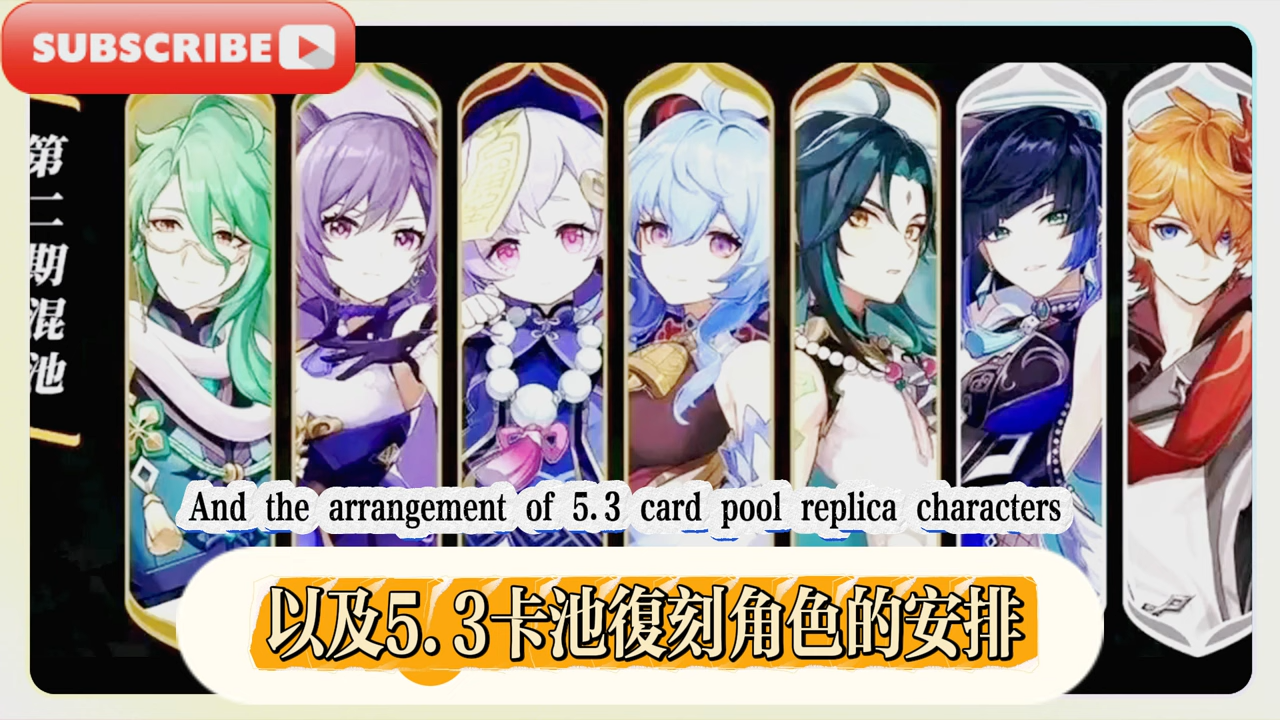 SUBSCRIBE
第二期混池
And the arrangement of 5.3 card pool replica characters
以及5.3卡池復刻角色的安排